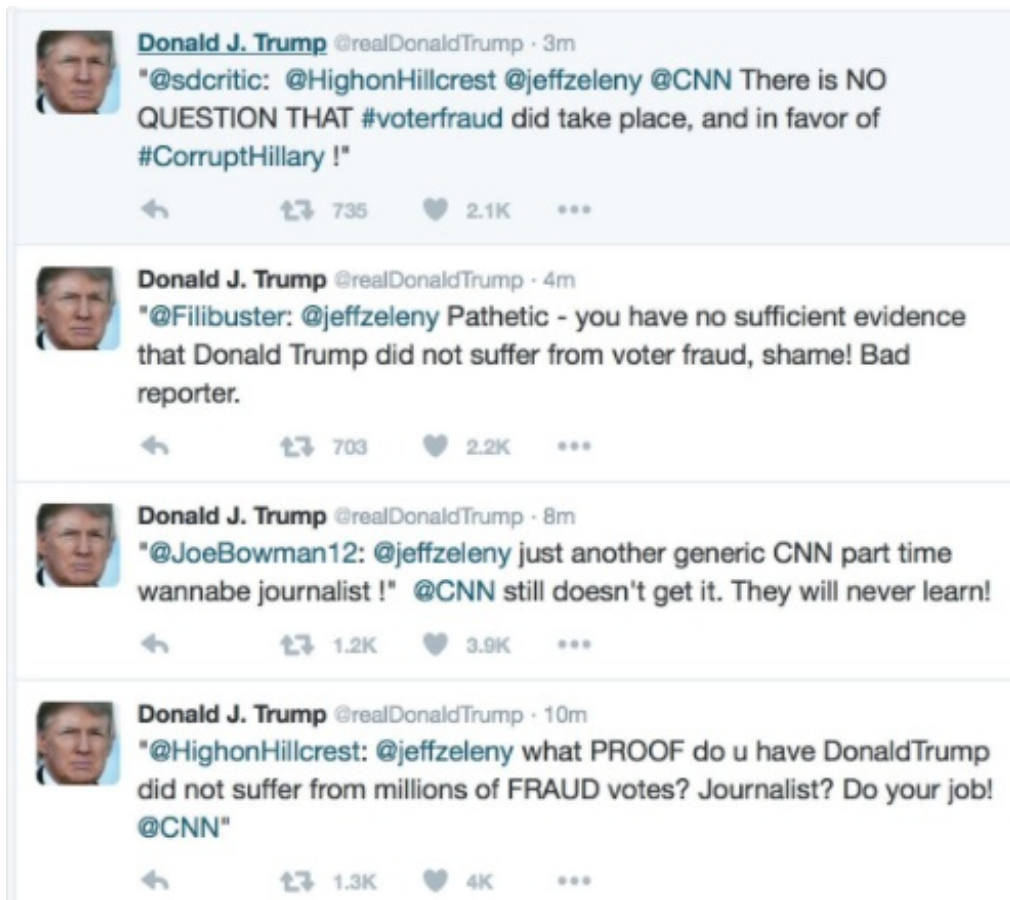 Donald J. Trump @realDonaldTrump · 3m
"@sdcritic: @HighonHillcrest @jeffzeleny @CNN There is NO
QUESTION THAT #voterfraud did take place, and in favor of
#CorruptHillary !"
735 2.1K
Donald J. Trump @realDonaldTrump · 4m
"@Filibuster: @jeffzeleny Pathetic - you have no sufficient evidence
that Donald Trump did not suffer from voter fraud, shame! Bad
reporter.
703 2.2K
Donald J. Trump @realDonaldTrump · 8m
"@JoeBowman12: @jeffzeleny just another generic CNN part time
wannabe journalist !" @CNN still doesn't get it. They will never learn!
1.2K 3.9K
Donald J. Trump @realDonaldTrump · 10m
"@HighonHillcrest: @jeffzeleny what PROOF do u have DonaldTrump
did not suffer from millions of FRAUD votes? Journalist? Do your job!
@CNN"
1.3K 4K